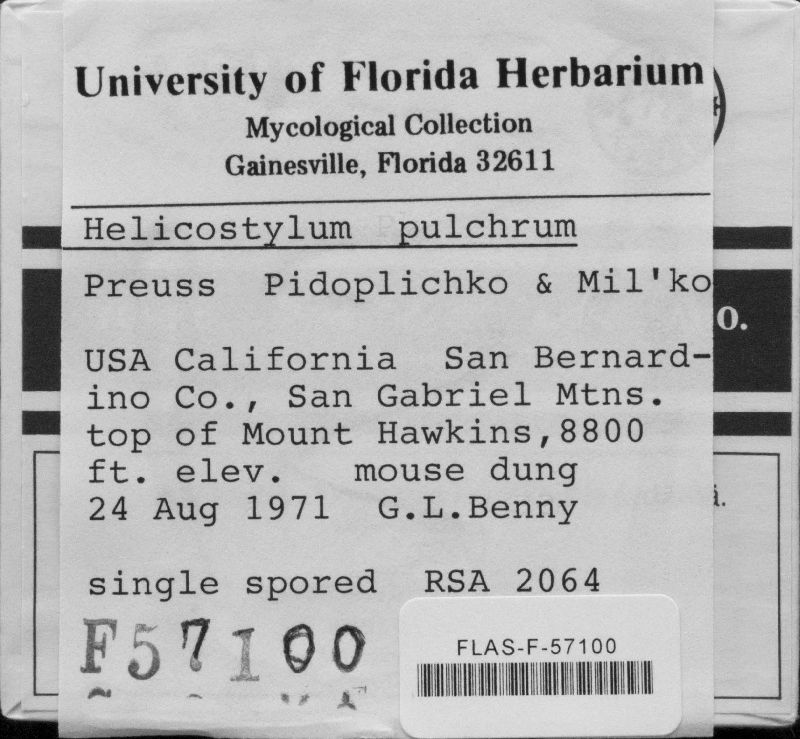 University of Florida Herbarium
Mycological Collection
Gainesville, Florida 32611
Helicostylum pulchrum
Preuss Pidoplichko & Mil'ko
O.
USA California San Bernard-
ino Co., San Gabriel Mtns.
top of Mount Hawkins,8800
ft. elev. mouse dung
24 Aug 1971 G.L.Benny
single spored RSA 2064
F57100
FLAS-F-57100